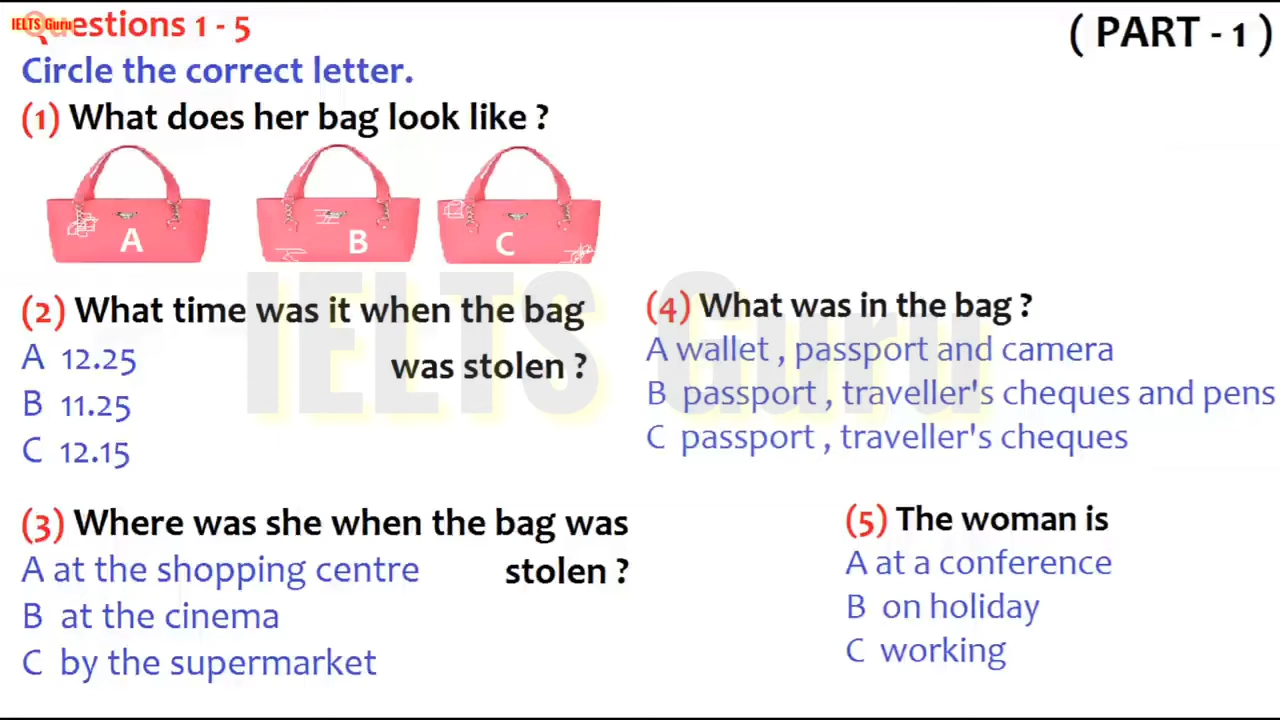 IELTS Guru
Questions 1 - 5
( PART - 1 )
Circle the correct letter.
(1) What does her bag look like ?
A
B
C
IELTS Guru
(2) What time was it when the bag
was stolen ?
A 12.25
B 11.25
C 12.15
(3) Where was she when the bag was
stolen ?
A at the shopping centre
B at the cinema
C by the supermarket
(4) What was in the bag ?
A wallet , passport and camera
B passport , traveller's cheques and pens
C passport , traveller's cheques
(5) The woman is
A at a conference
B on holiday
C working